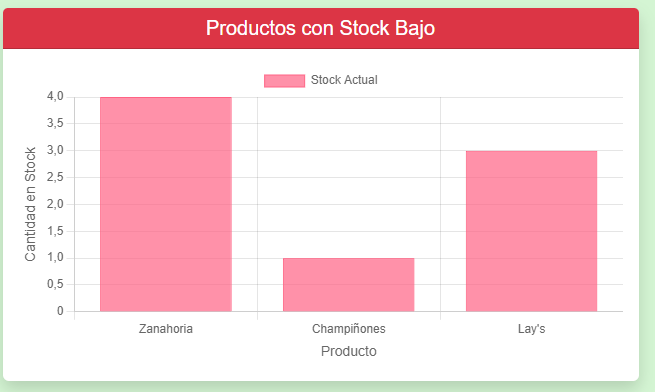 Productos con Stock Bajo
Stock Actual
Cantidad en Stock
4,0
3,5
3,0
2,5
2,0
1,5
1,0
0,5
0
Zanahoria Champiñones Lay's
Producto